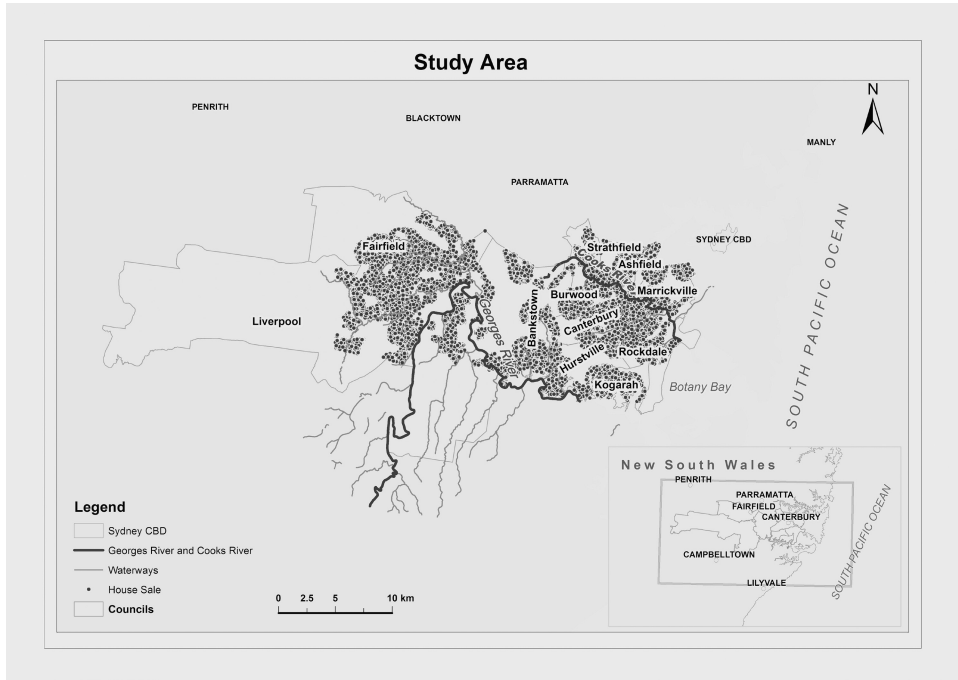 Study Area
N
PENRITH
BLACKTOWN
MANLY
PARRAMATTA
SYDNEY CBD
SOUTH PACIFIC OCEAN
Fairfield
Strathfield
Ashfield
Marrickville
Burwood
Liverpool
Georges River
Bankstown
Canterbury
Hurstville
Rockdale
Kogarah
Botany Bay
Legend
Sydney CBD
Georges River and Cooks River
Waterways
House Sale
Councils
0 2.5 5 10 km
New South Wales
PENRITH
PARRAMATTA
FAIRFIELD
CANTERBURY
CAMPBELLTOWN
LILYVALE
SOUTH PACIFIC OCEAN